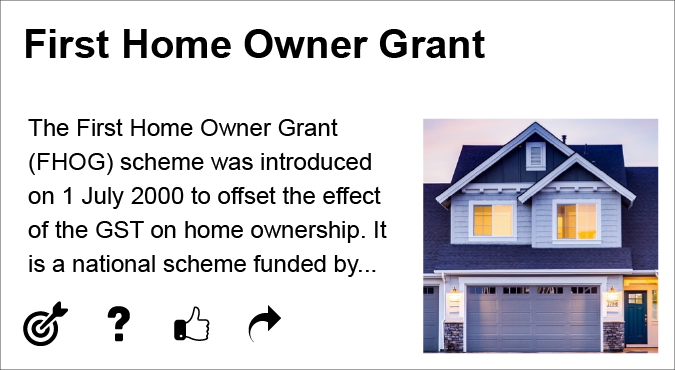 First Home Owner Grant
The First Home Owner Grant
(FHOG) scheme was introduced
on 1 July 2000 to offset the effect
of the GST on home ownership. It
is a national scheme funded by...
?